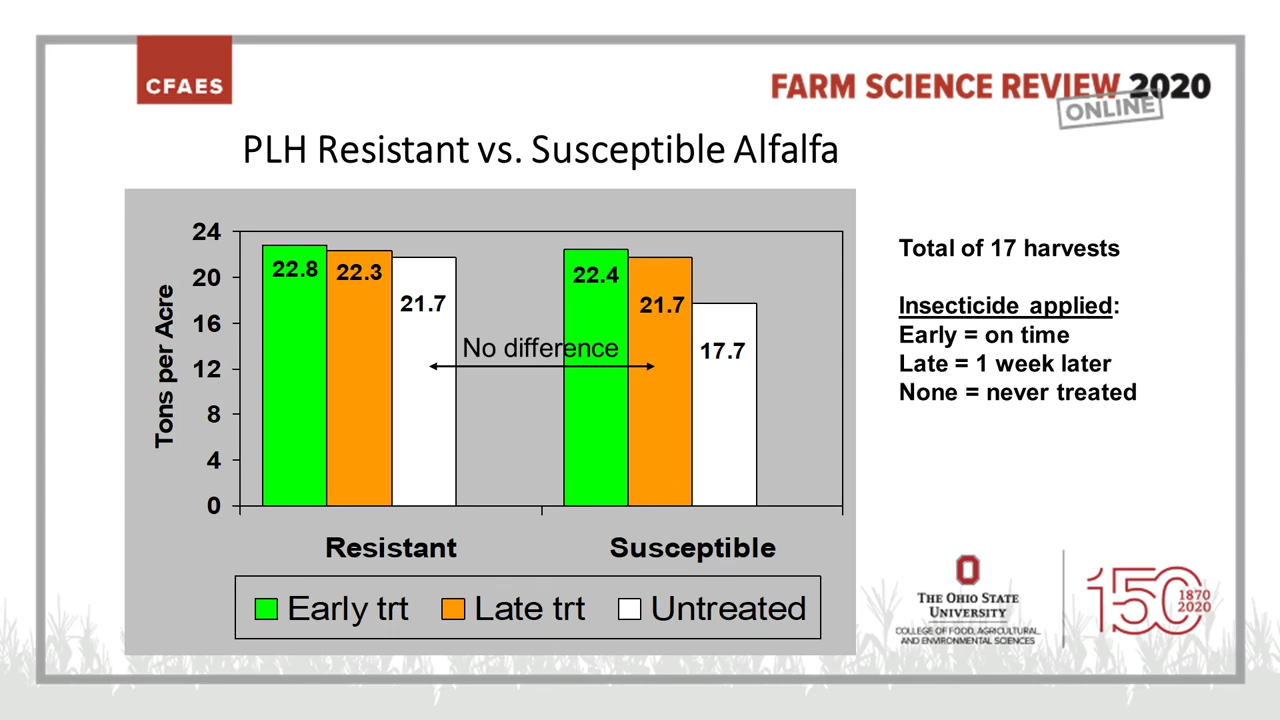 CFAES
FARM SCIENCE REVIEW 2020
ONLINE
PLH Resistant vs. Susceptible Alfalfa
Tons per Acre
24
20
16
12
8
4
0
22.8
22.3
21.7
No difference
22.4
21.7
17.7
Resistant
Susceptible
Early trt
Late trt
Untreated
Total of 17 harvests
Insecticide applied:
Early = on time
Late = 1 week later
None = never treated
THE OHIO STATE
UNIVERSITY
COLLEGE OF FOOD, AGRICULTURAL,
AND ENVIRONMENTAL SCIENCES
150
1870
2020